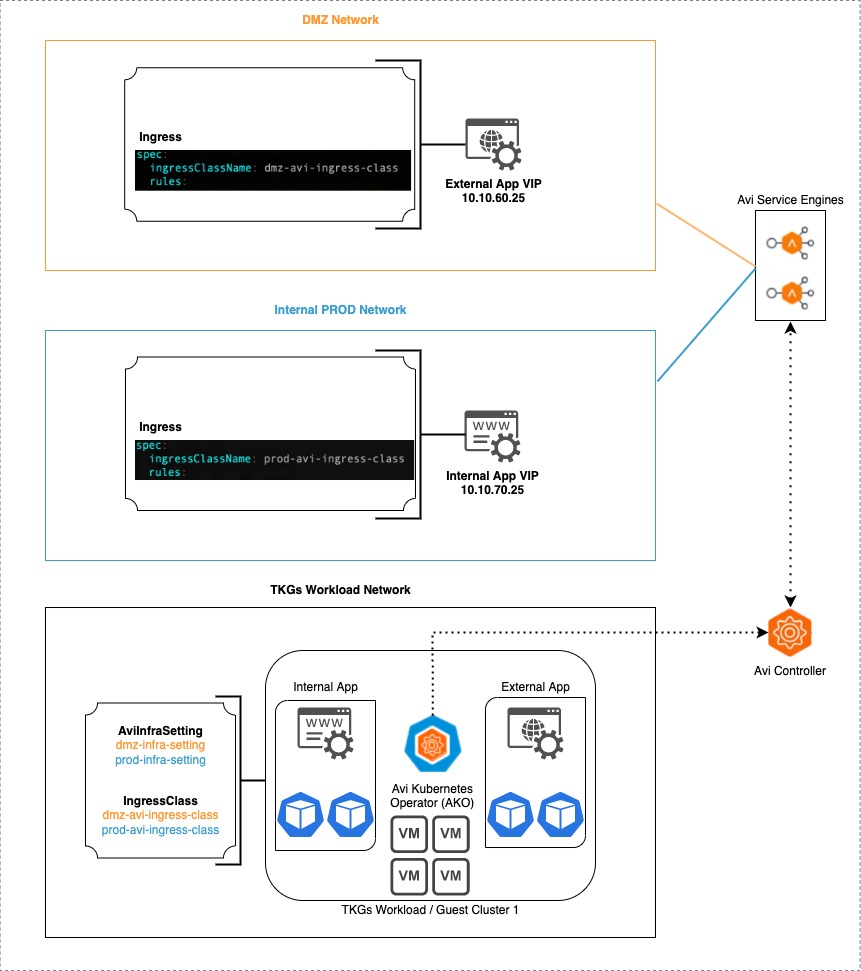 DMZ Network
Ingress
spec:
ingressClassName: dmz-avi-ingress-class
rules:
External App VIP
10.10.60.25
Avi Service Engines
Internal PROD Network
Ingress
spec:
ingressClassName: prod-avi-ingress-class
rules:
WWW
Internal App VIP
10.10.70.25
TKGs Workload Network
Avi Controller
AviInfraSetting
dmz-infra-setting
prod-infra-setting
IngressClass
dmz-avi-ingress-class
prod-avi-ingress-class
Internal App
WWW
External App
Avi Kubernetes
Operator (AKO)
VM VM
VM VM
TKGs Workload / Guest Cluster 1